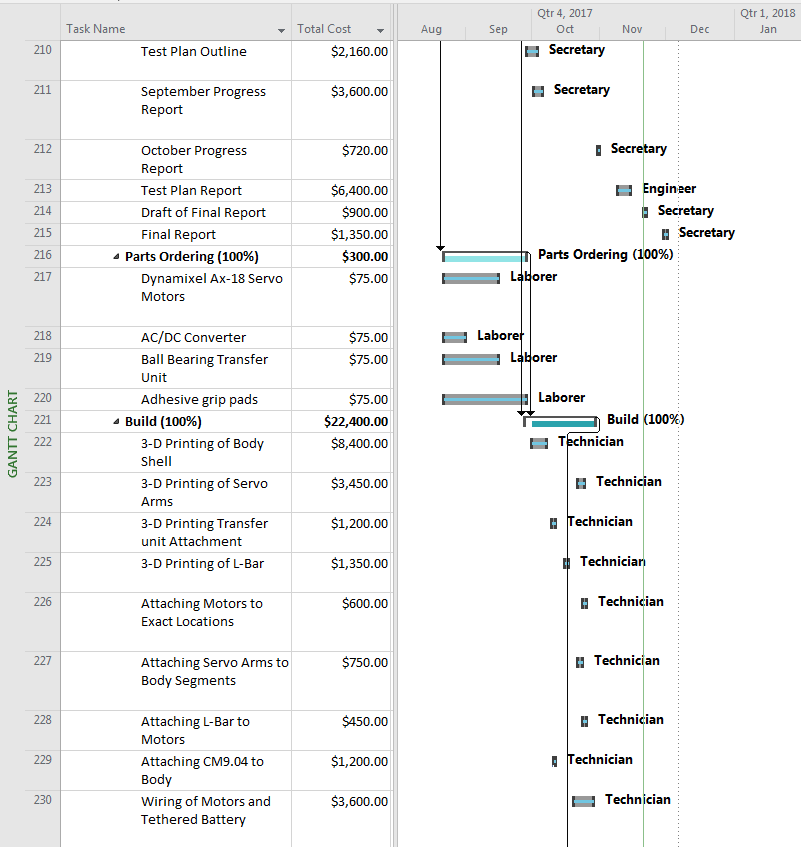 Qtr 4, 2017 Qtr 1, 2018
Task Name Total Cost Aug Sep Oct Nov Dec Jan
GANTT CHART
210 Test Plan Outline $2,160.00 Secretary
211 September Progress $3,600.00 Secretary
Report
212 October Progress $720.00 Secretary
Report
213 Test Plan Report $6,400.00 Engineer
214 Draft of Final Report $900.00 Secretary
215 Final Report $1,350.00 Secretary
216 Parts Ordering (100%) $300.00 Parts Ordering (100%)
217 Dynamixel Ax-18 Servo $75.00 Laborer
Motors
218 AC/DC Converter $75.00 Laborer
219 Ball Bearing Transfer $75.00 Laborer
Unit
220 Adhesive grip pads $75.00 Laborer
221 Build (100%) $22,400.00 Build (100%)
222 3-D Printing of Body $8,400.00 Technician
Shell
223 3-D Printing of Servo $3,450.00 Technician
Arms
224 3-D Printing Transfer $1,200.00 Technician
unit Attachment
225 3-D Printing of L-Bar $1,350.00 Technician
226 Attaching Motors to $600.00 Technician
Exact Locations
227 Attaching Servo Arms to $750.00 Technician
Body Segments
228 Attaching L-Bar to $450.00 Technician
Motors
229 Attaching CM9.04 to $1,200.00 Technician
Body
230 Wiring of Motors and $3,600.00 Technician
Tethered Battery